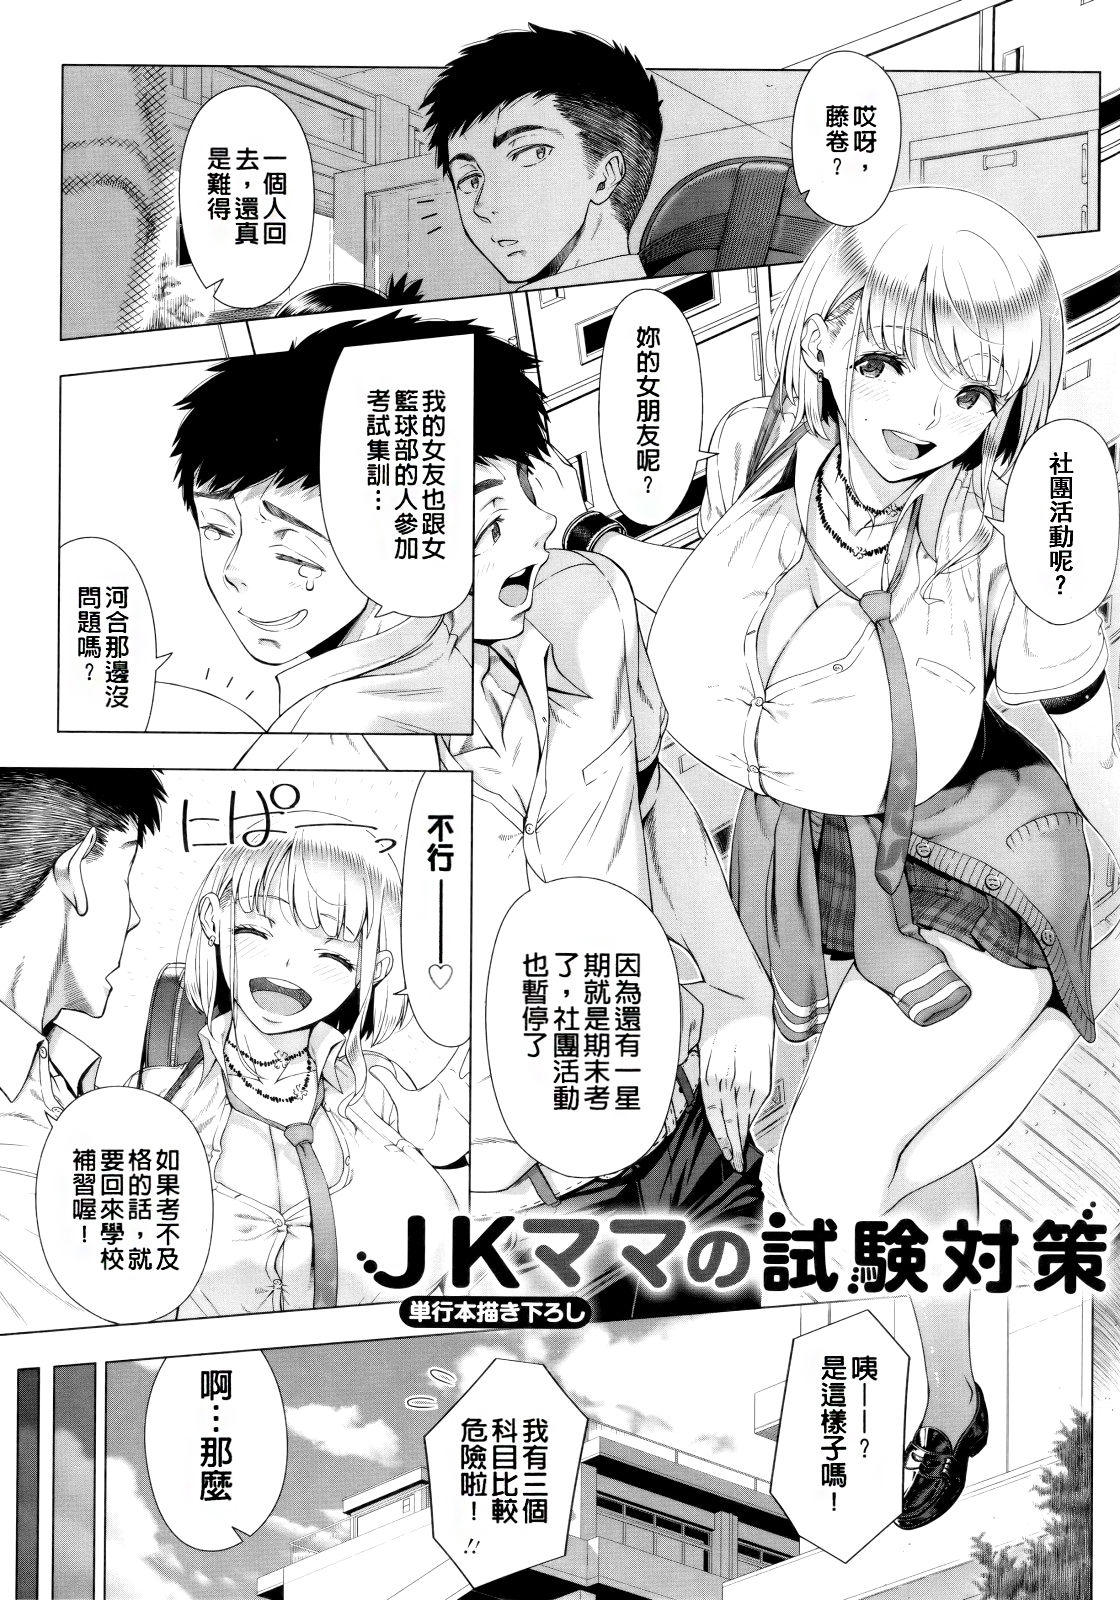 哎呀，
藤卷？
一個人回
去，還真
是難得
社團活動呢？
妳的女朋友呢？
我的女友也跟女
籃球部的人參加
考試集訓…
河合那邊沒
問題嗎？
因為還有一星
期就是期末考
了，社團活動
也暫停了
不行——♡
にぱーっ
如果考不及
格的話，就
要回來學校
補習喔！
JKママの試験対策
単行本描き下ろし
咦——？
是這樣子嗎！
我有三個
科目比較
危險啦！!!
啊…那麼